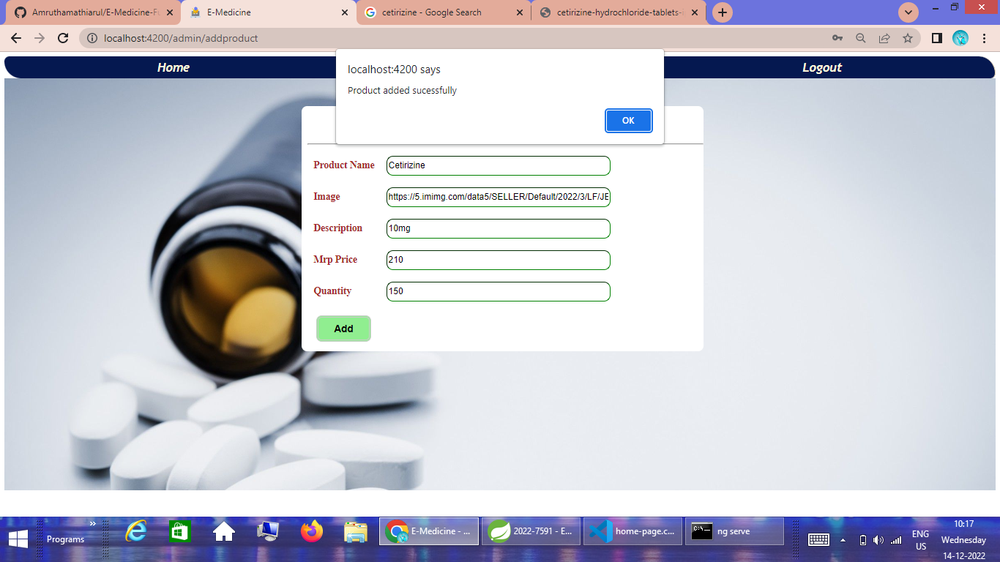 Amruthamathiarul/E-Medicine-Fu
E-Medicine
cetirizine - Google Search
cetirizine-hydrochloride-tablets-
localhost:4200/admin/addproduct
Home
Logout
localhost:4200 says
Product added sucessfully
OK
Product Name
Cetirizine
Image
https://5.imimg.com/data5/SELLER/Default/2022/3/LF/JE
Description
10mg
Mrp Price
210
Quantity
150
Add
Programs
E-Medicine - ...
2022-7591 - E...
home-page.c...
C:\.
ng serve
ENG
US
10:17
Wednesday
14-12-2022